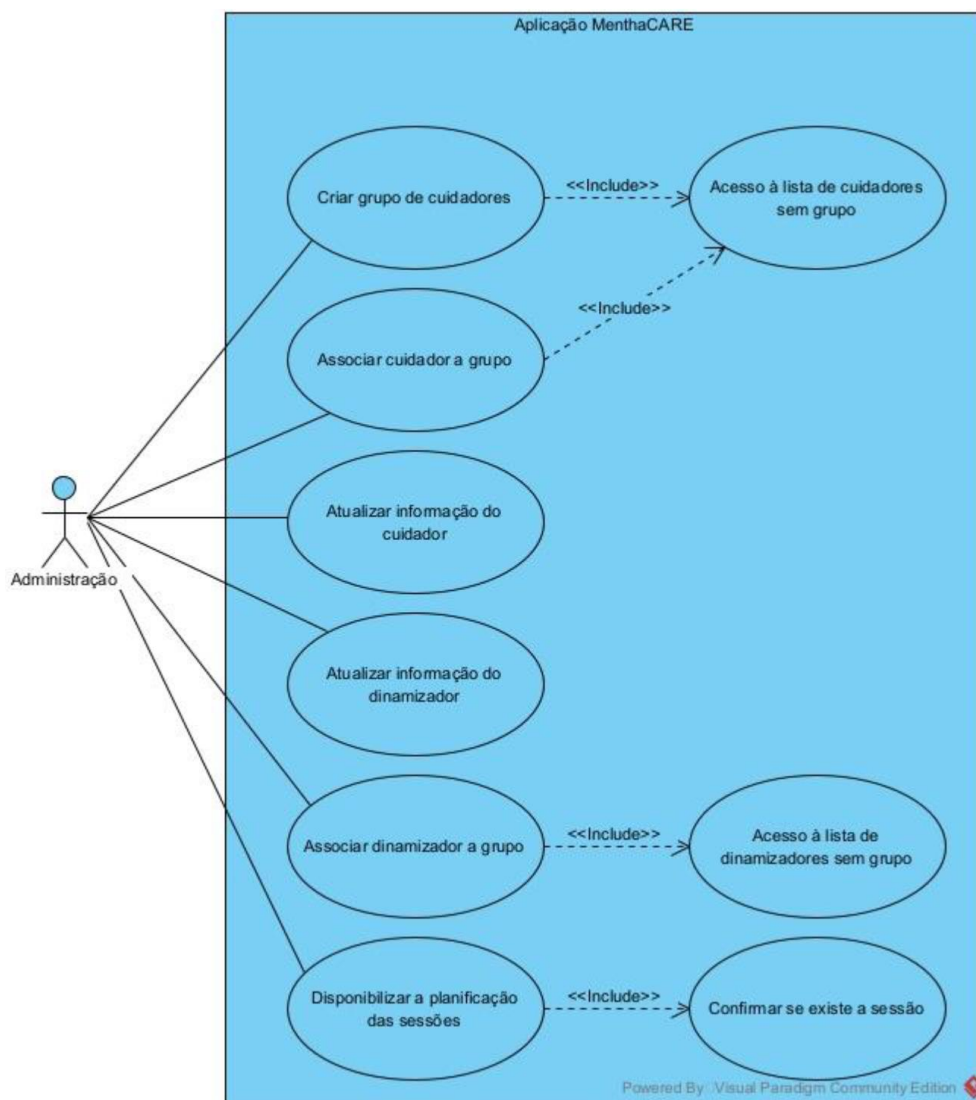 Aplicação MenthaCARE
Criar grupo de cuidadores
<<Include>>
Acesso à lista de cuidadores
sem grupo
Associar cuidador a grupo
<<Include>>
Atualizar informação do
cuidador
Administração
Atualizar informação do
dinamizador
Associar dinamizador a grupo
<<Include>>
Acesso à lista de
dinamizadores sem grupo
Disponibilizar a planificação
das sessões
<<Include>>
Confirmar se existe a sessão
Powered By Visual Paradigm Community Edition